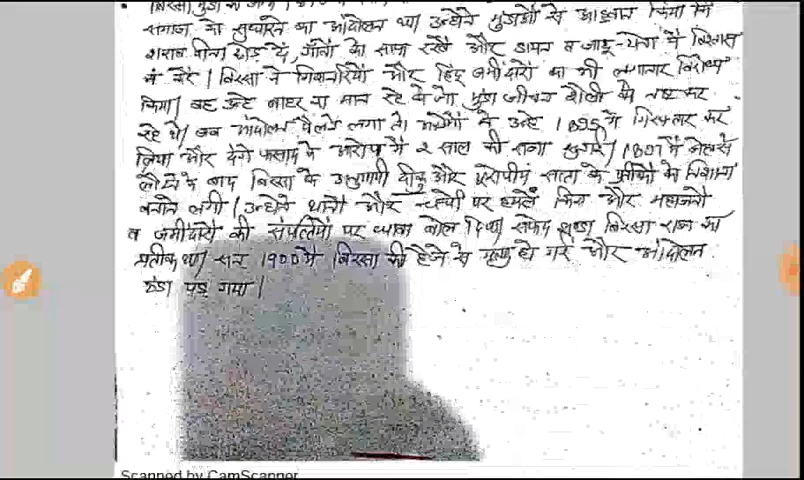 समाज को सुधारने का आंदोलन था उन्होने मुंडाओं से आह्वान किया कि
शराब पीना छोड दें, गाँवों को साफ रखें और डायन व जादू-टोना में विश्वास
न करें। बिरसा ने मिशनरियों और हिंदू जमींदारों का भी लगातार विरोध
किया। वह उन्हे बाहर का मान रहे थे जो मुंडा जीवन शैली को नष्ट कर
रहे थे। जब आंदोलन फैलने लगा तो अंग्रेजों ने उन्हे 1895 में गिरफ्तार कर
लिया और दंगे फसाद के आरोप में 2 साल की सजा सुनाई। 1897 में जेल से
लौटने के बाद बिरसा के अनुयायी दीकु और यूरोपीय सत्ता के प्रतीको को निशाना
बनाने लगे। उन्होने थानों और चर्चो पर हमलें किय और महाजनो
व जमींदारों की संपत्तियों पर धावा बोल दिया सफेद झण्डा बिरसा राज का
प्रतीक था। सन 1900 में बिरसा की हैजे से मृत्यु हो गई और आंदोलन
ठंडा पड़ गया।
Scanned by CamScanner